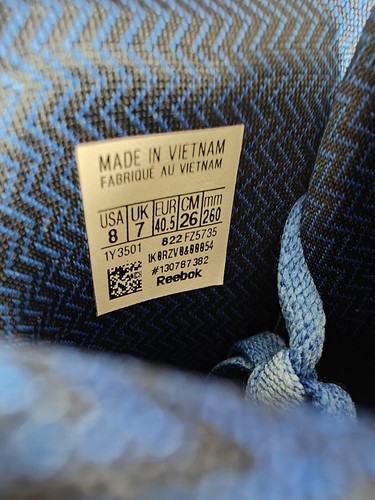 MADE IN VIETNAM
FABRIQUÉ AU VIETNAM
USA UK EUR CM mm
8 7 40.5 26 260
1Y3501 822 FZ5735
#130787382
Reebok